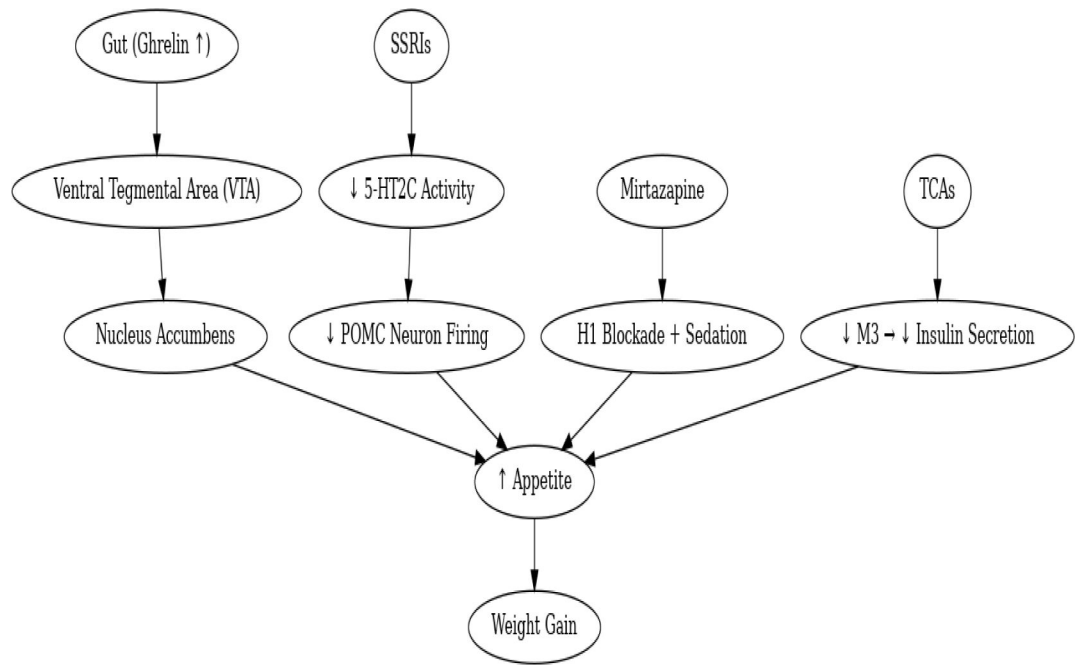 Gut (Ghrelin ↑)
SSRIs
Ventral Tegmental Area (VTA)
↓ 5-HT2C Activity
Mirtazapine
TCAs
Nucleus Accumbens
↓ POMC Neuron Firing
H1 Blockade + Sedation
↓ M3 → ↓ Insulin Secretion
↑ Appetite
Weight Gain